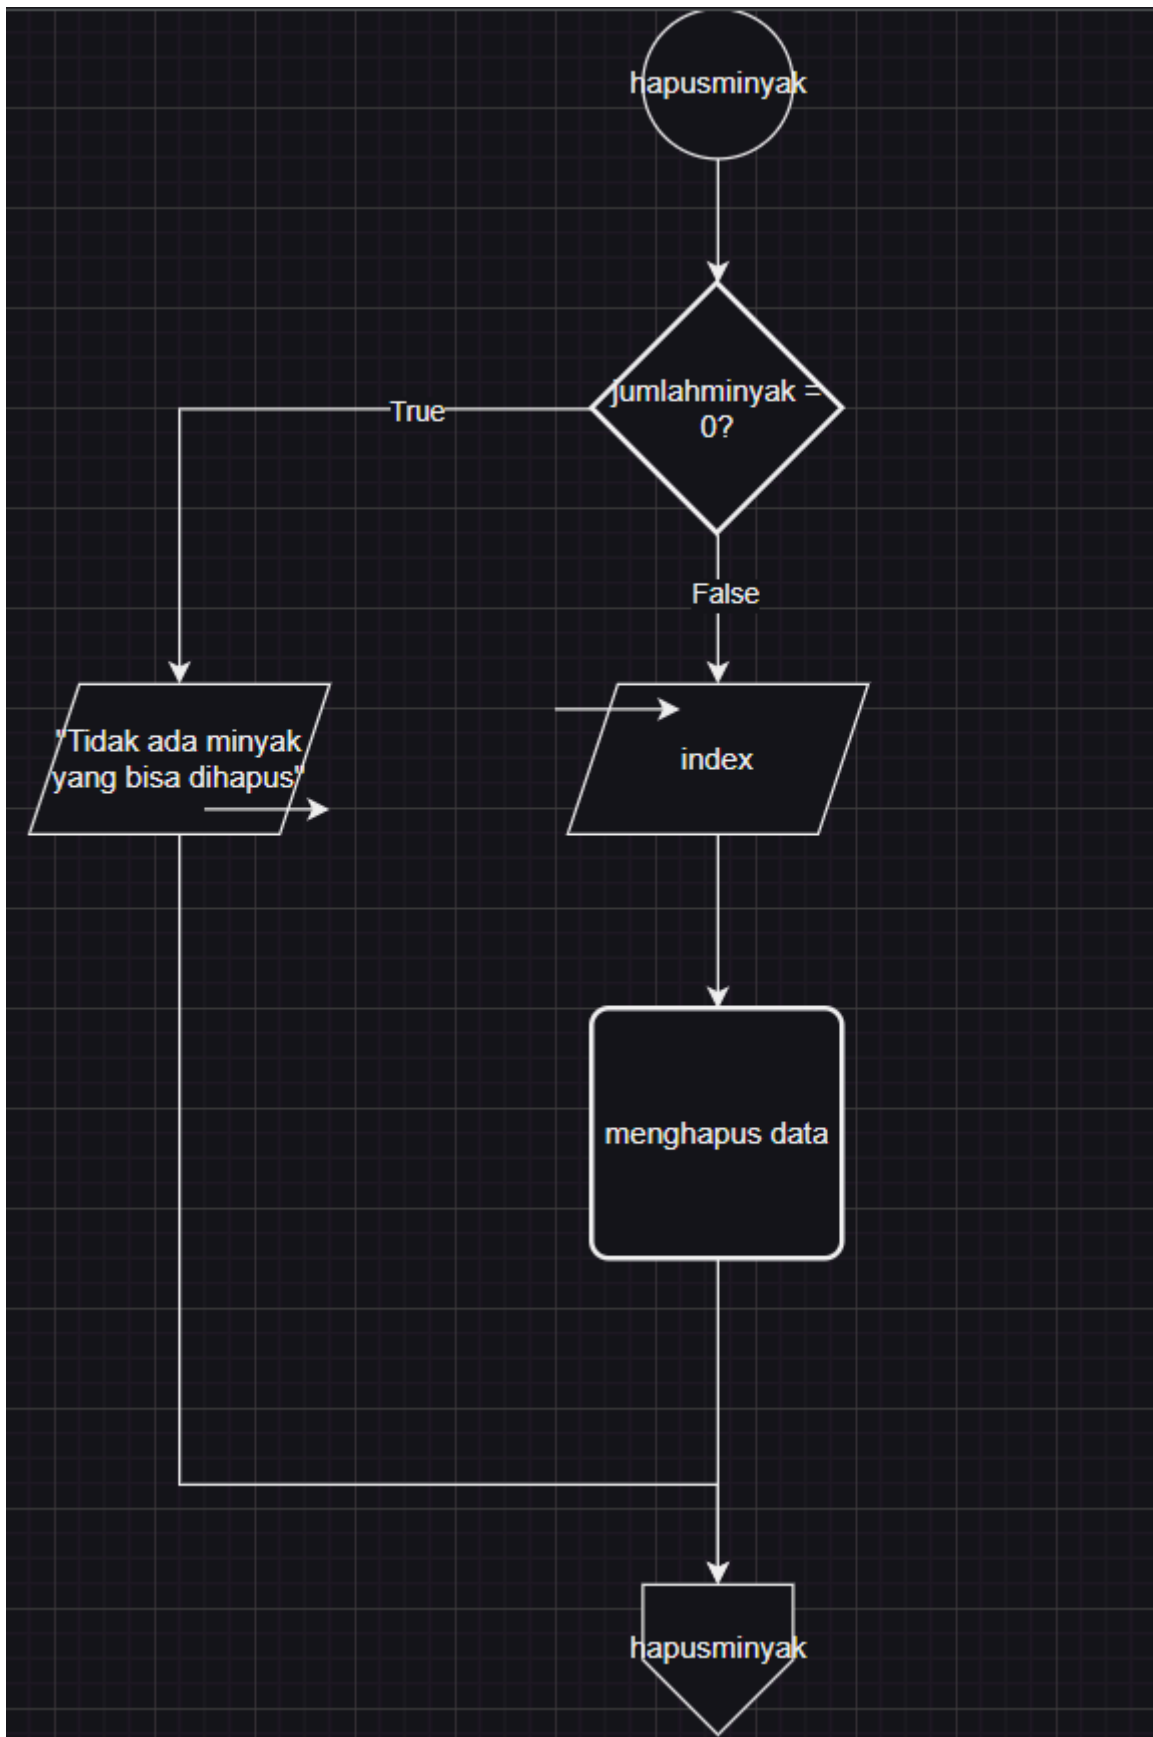 hapusminyak
jumlahminyak =
0?
True
False
"Tidak ada minyak
yang bisa dihapus"
index
menghapus data
hapusminyak